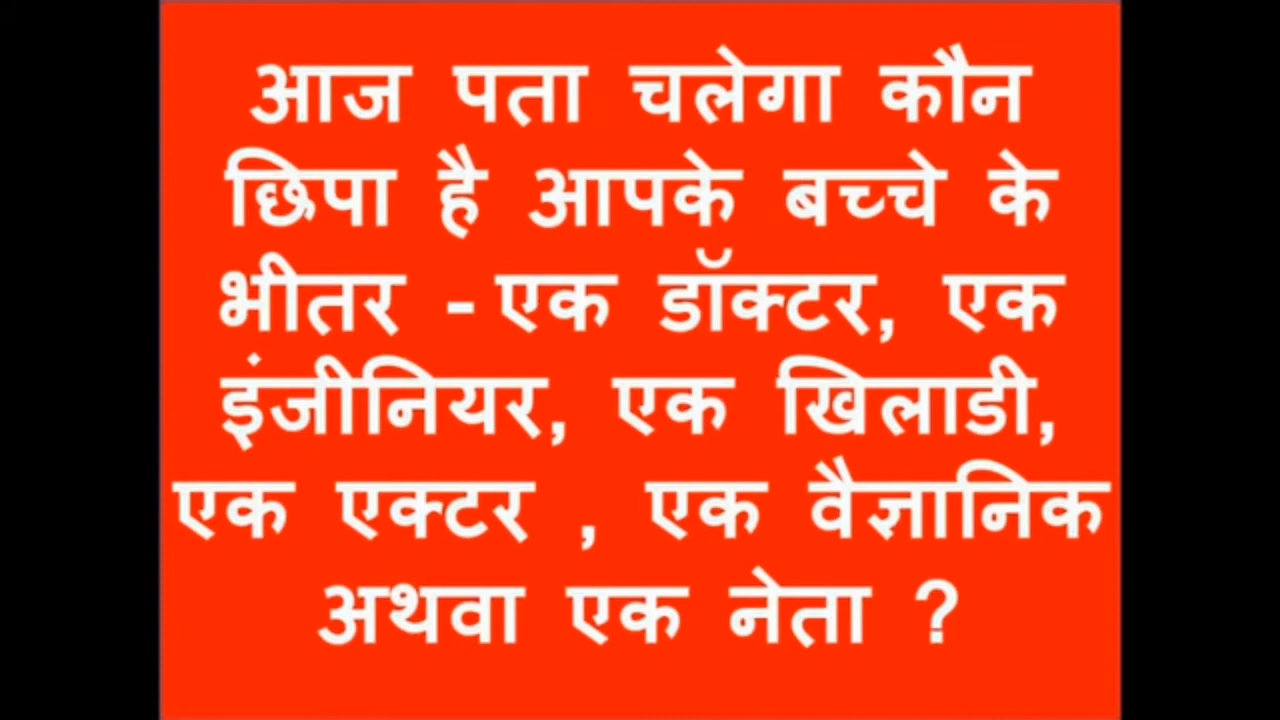 आज पता चलेगा कौन
छिपा है आपके बच्चे के
भीतर - एक डॉक्टर, एक
इंजीनियर, एक खिलाडी,
एक एक्टर , एक वैज्ञानिक
अथवा एक नेता ?